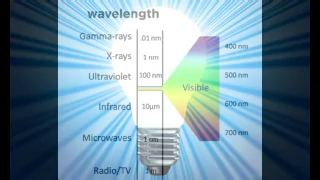 wavelength
Gamma-rays .01 nm
X-rays 1 nm
Ultraviolet 100 nm
Visible
Infrared 10µm
Microwaves 1 cm
Radio/TV 1 m
400 nm
500 nm
600 nm
700 nm